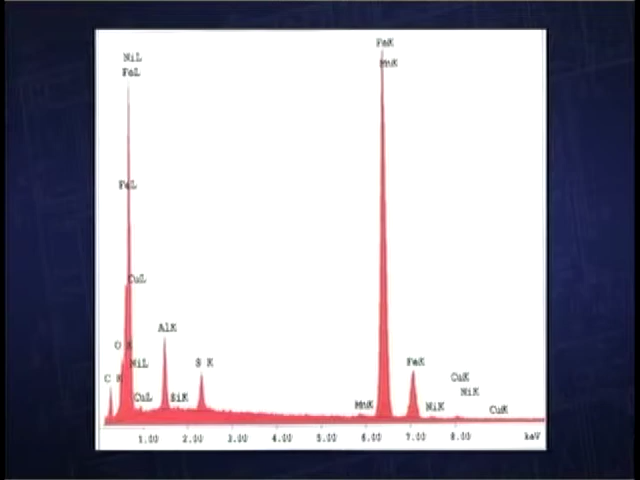 FeK
NiL
MnK
FeL
FeL
CuL
AlK
O K
NiL
S K
FeK
C K
CuK
NiK
CuL
SiK
MnK
NiK
CuK
1.00 2.00 3.00 4.00 5.00 6.00 7.00 8.00 keV